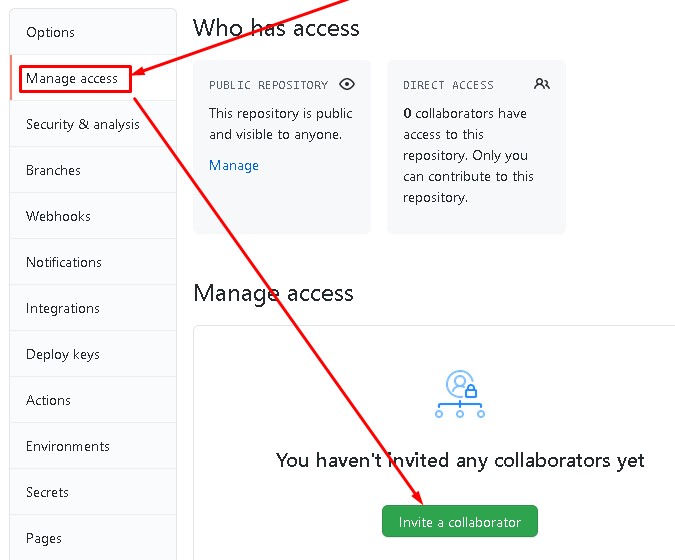 Options
Manage access
Security & analysis
Branches
Webhooks
Notifications
Integrations
Deploy keys
Actions
Environments
Secrets
Pages
Who has access
PUBLIC REPOSITORY
This repository is public
and visible to anyone.
Manage
DIRECT ACCESS
0 collaborators have
access to this
repository. Only you
can contribute to this
repository.
Manage access
You haven't invited any collaborators yet
Invite a collaborator